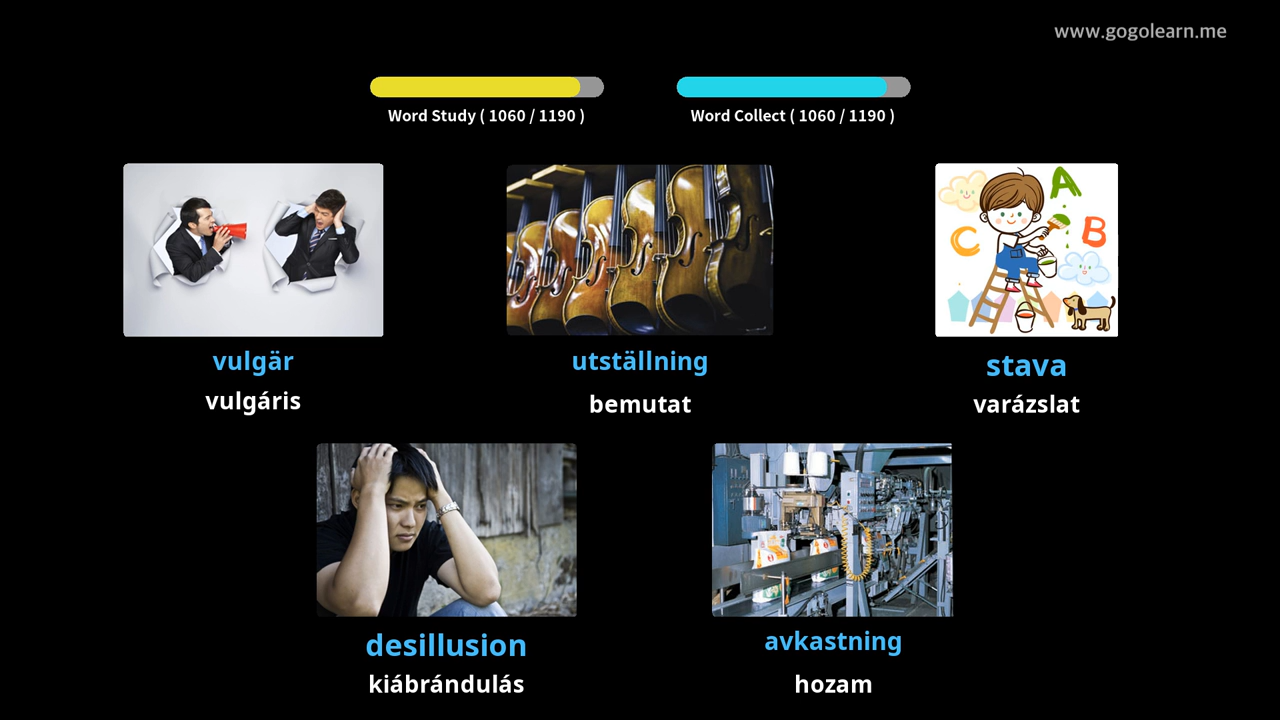 www.gogolearn.me
Word Study ( 1060 / 1190 )
Word Collect ( 1060 / 1190 )
vulgär
vulgáris
utställning
bemutat
A
B
C
stava
varázslat
desillusion
kiábrándulás
avkastning
hozam